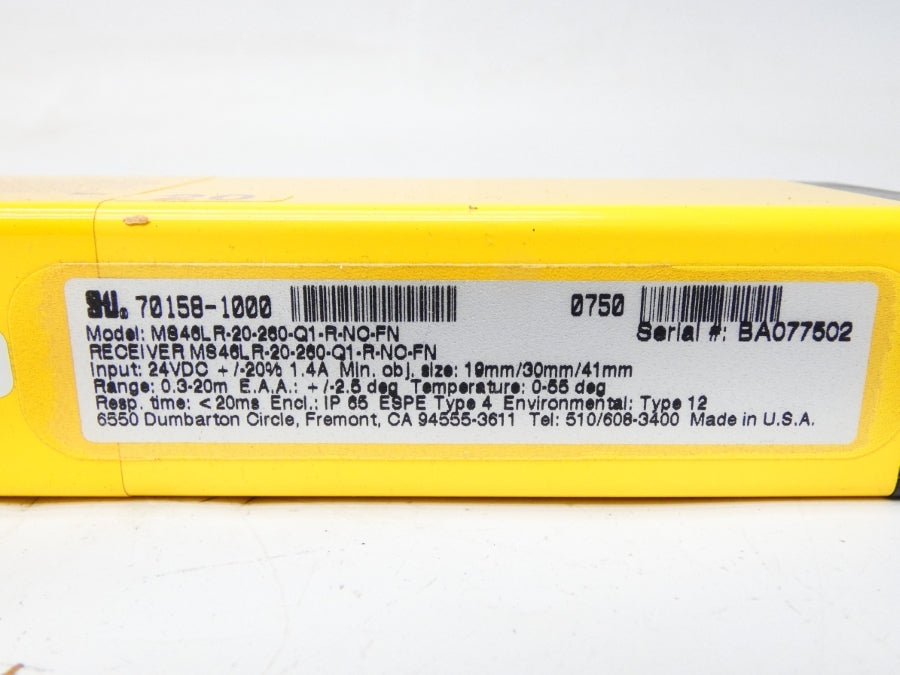 STI® 70158-1000 0750
Serial #: BA077502
Model: MS46LR-20-260-Q1-R-NO-FN
RECEIVER MS46LR-20-260-Q1-R-NO-FN
Input: 24VDC +/-20% 1.4A Min. obj. size: 19mm/30mm/41mm
Range: 0.3-20m E.A.A.: +/-2.5 deg Temperature: 0-55 deg
Resp. time: <20ms Encl.: IP 65 ESPE Type 4 Environmental: Type 12
6550 Dumbarton Circle, Fremont, CA 94555-3611 Tel: 510/608-3400 Made in U.S.A.